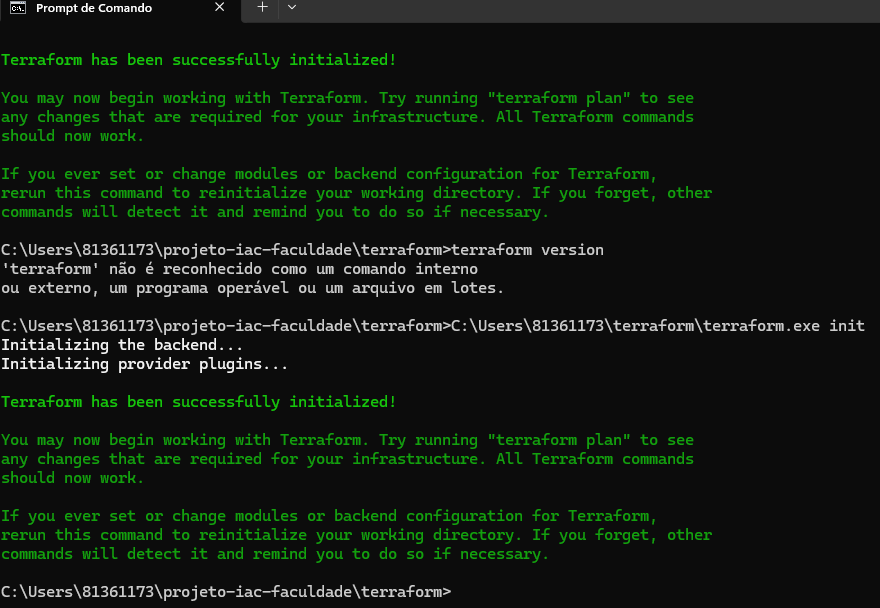 Prompt de Comando
Terraform has been successfully initialized!
You may now begin working with Terraform. Try running "terraform plan" to see
any changes that are required for your infrastructure. All Terraform commands
should now work.
If you ever set or change modules or backend configuration for Terraform,
rerun this command to reinitialize your working directory. If you forget, other
commands will detect it and remind you to do so if necessary.
C:\Users\81361173\projeto-iac-faculdade\terraform>terraform version
'terraform' não é reconhecido como um comando interno
ou externo, um programa operável ou um arquivo em lotes.
C:\Users\81361173\projeto-iac-faculdade\terraform>C:\Users\81361173\terraform\terraform.exe init
Initializing the backend...
Initializing provider plugins...
Terraform has been successfully initialized!
You may now begin working with Terraform. Try running "terraform plan" to see
any changes that are required for your infrastructure. All Terraform commands
should now work.
If you ever set or change modules or backend configuration for Terraform,
rerun this command to reinitialize your working directory. If you forget, other
commands will detect it and remind you to do so if necessary.
C:\Users\81361173\projeto-iac-faculdade\terraform>